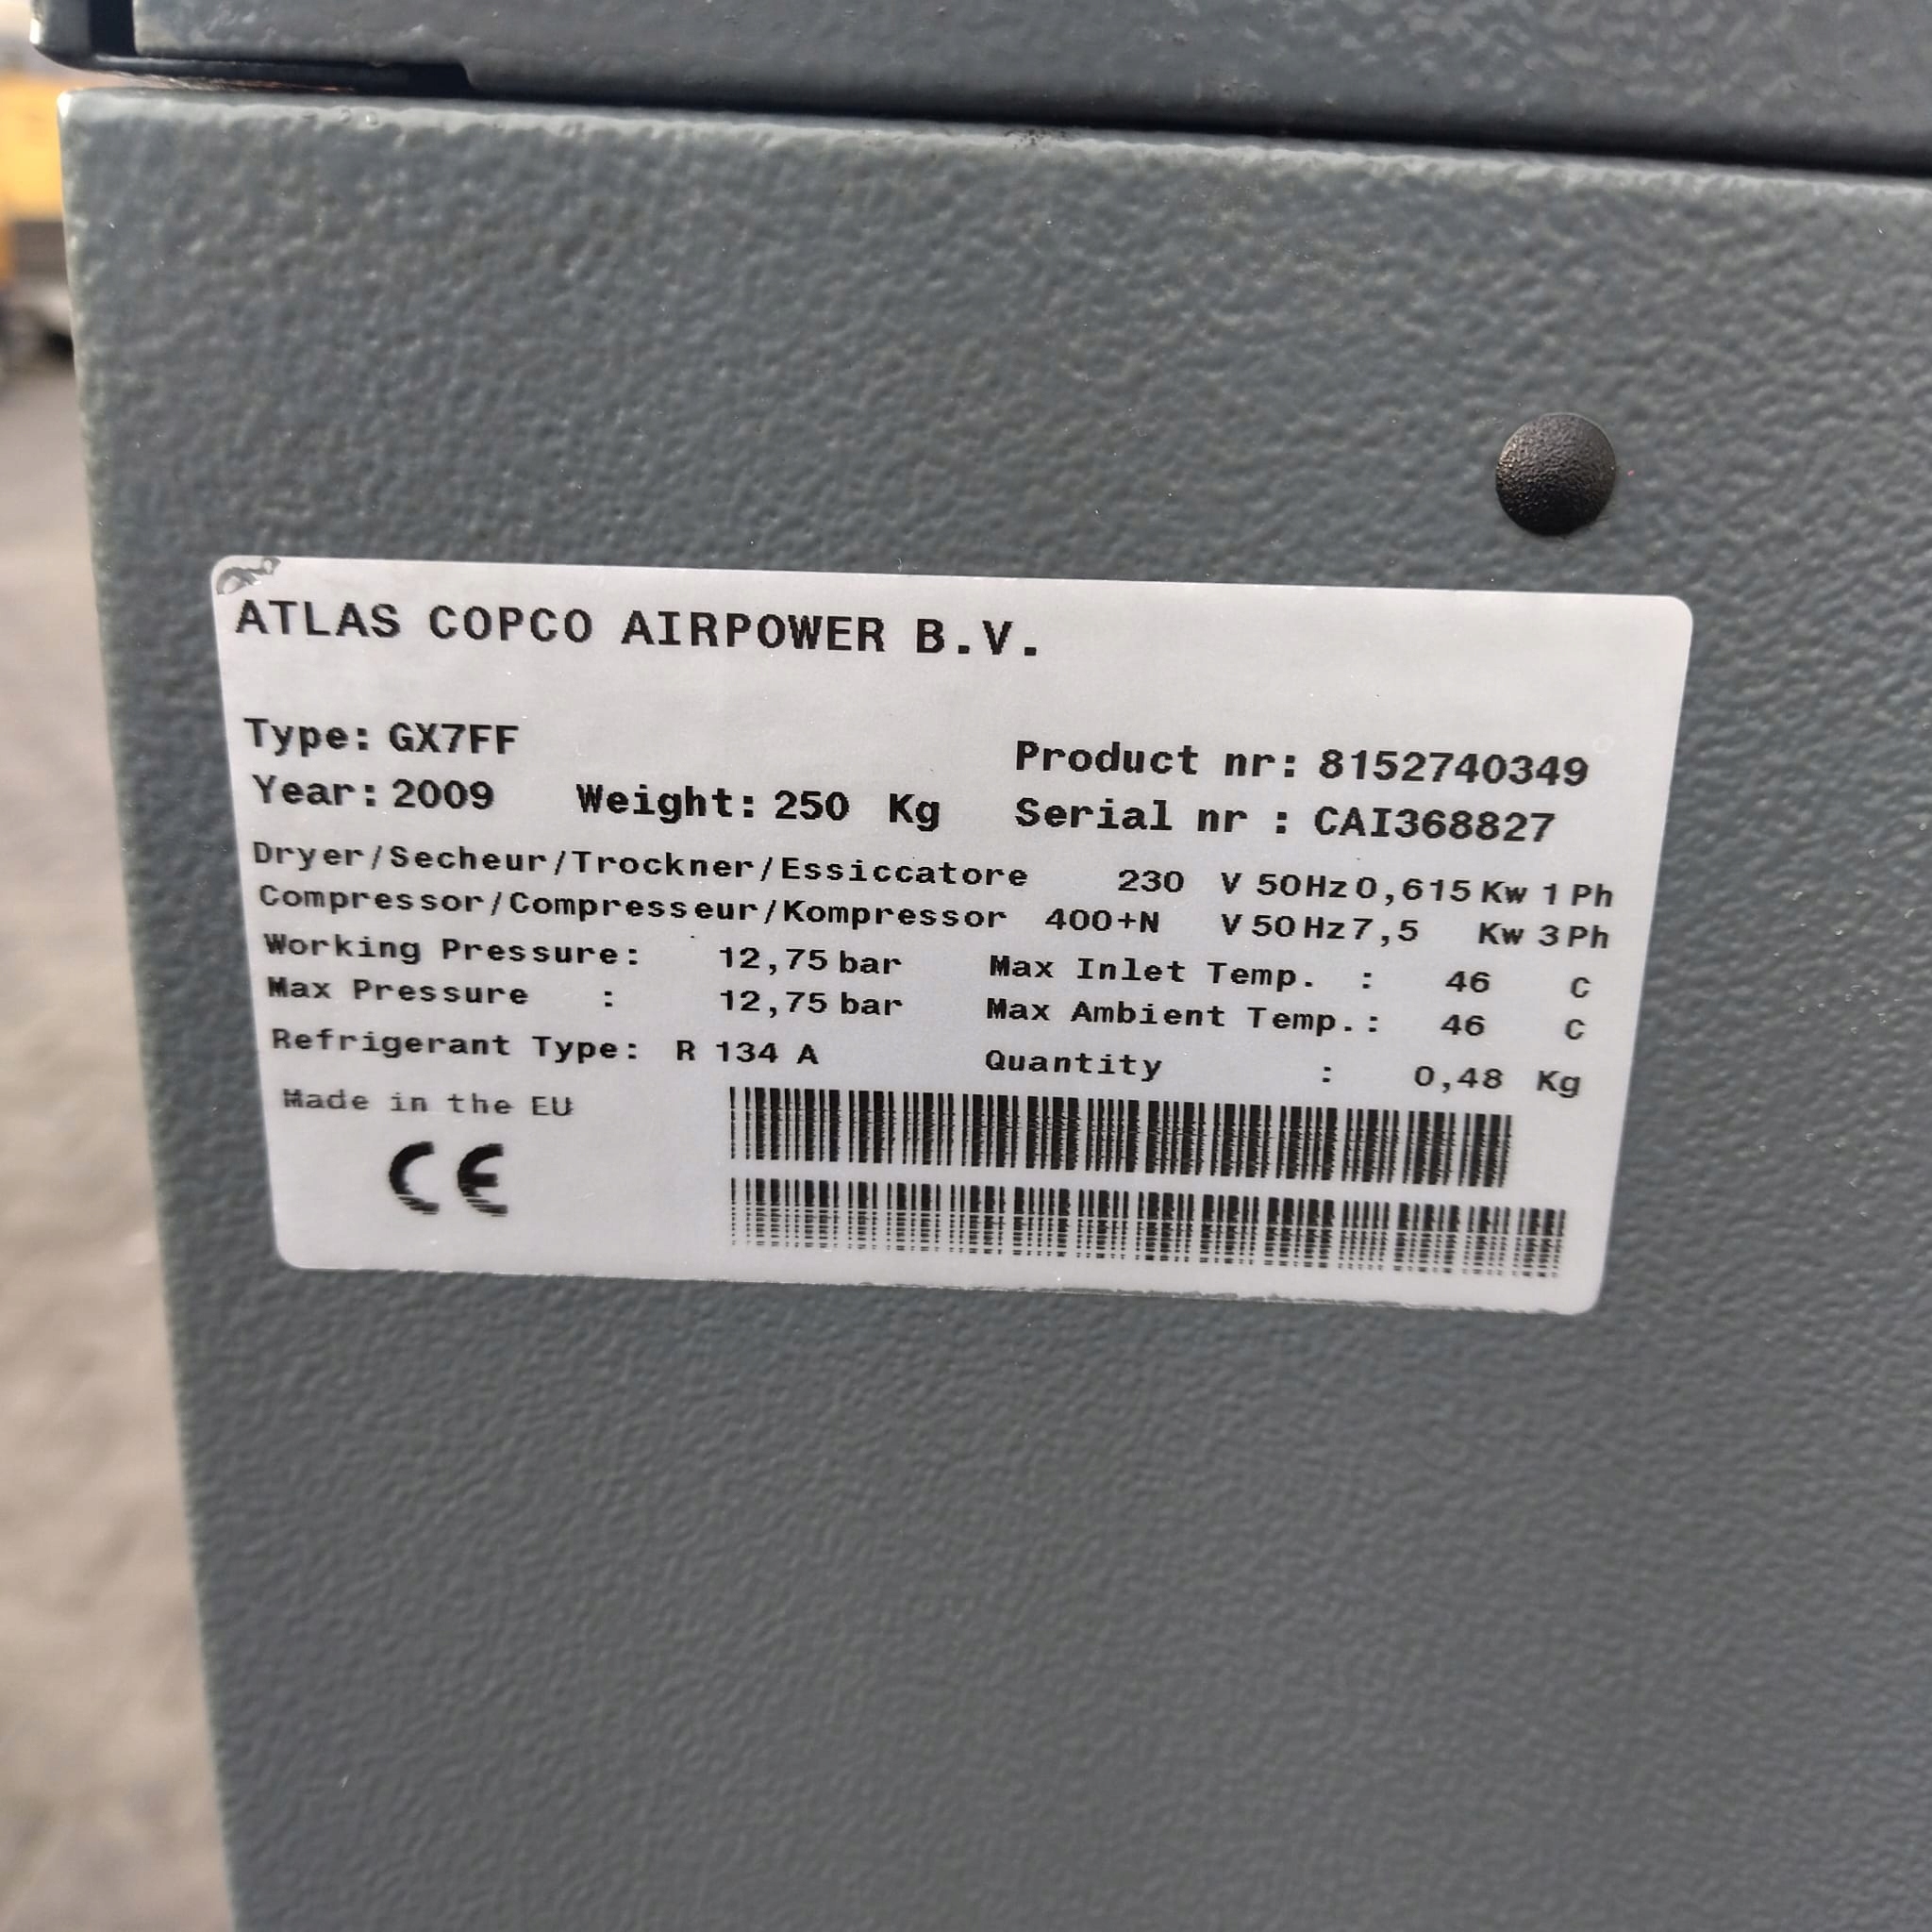 ATLAS COPCO AIRPOWER B.V.
Type: GX7FF
Product nr: 8152740349
Year: 2009 Weight: 250 Kg
Serial nr : CAI368827
Dryer/Secheur/Trockner/Essiccatore 230 V 50Hz 0,615 Kw 1 Ph
Compressor/Compresseur/Kompressor 400+N V 50 Hz 7,5 Kw 3 Ph
Working Pressure: 12,75 bar Max Inlet Temp. : 46 C
Max Pressure : 12,75 bar Max Ambient Temp.: 46 C
Refrigerant Type: R 134 A Quantity : 0,48 Kg
Made in the EU
CE